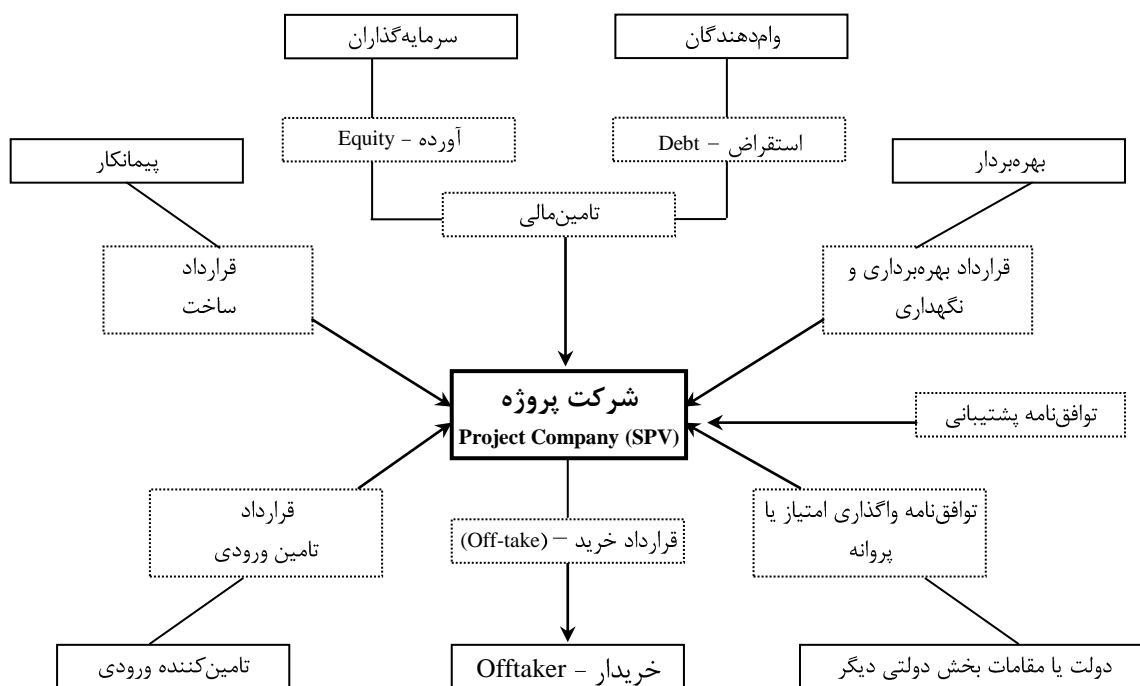 وام‌دهندگان
سرمایه‌گذاران
استقراض – Debt
آورده – Equity
بهره‌بردار
پیمانکار
تامین‌مالی
قرارداد بهره‌برداری و
نگهداری
قرارداد
ساخت
شرکت پروژه
Project Company (SPV)
توافق‌نامه پشتیبانی
توافق‌نامه واگذاری امتیاز یا
پروانه
قرارداد خرید – (Off-take)
قرارداد
تامین ورودی
دولت یا مقامات بخش دولتی دیگر
خریدار – Offtaker
تامین‌کننده ورودی